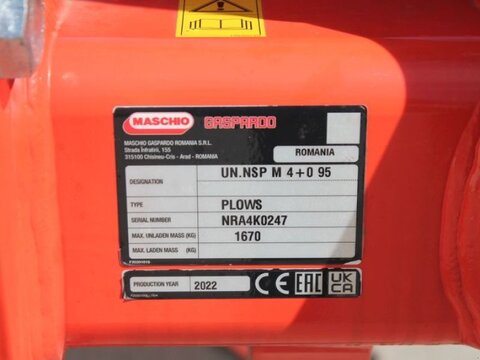 MASCHIO GASPARDO
MASCHIO GASPARDO ROMANIA S.R.L.
Strada Infratirii, 155
315100 Chisineu-Cris - Arad - ROMANIA
ROMANIA
DESIGNATION UN.NSP M 4+0 95
TYPE PLOWS
SERIAL NUMBER NRA4K0247
MAX. UNLADEN MASS (KG) 1670
MAX. LADEN MASS (KG)
PRODUCTION YEAR 2022 CE EAC UK CA